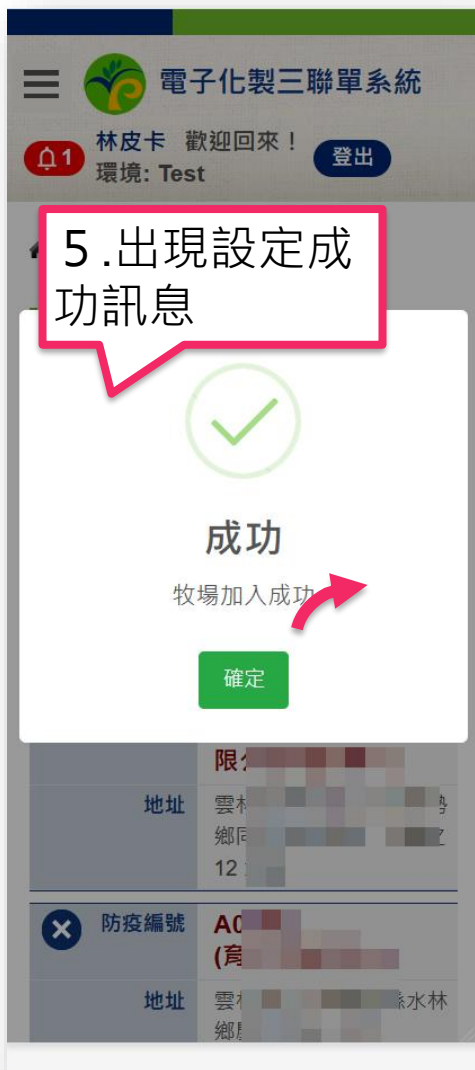 電子化製三聯單系統
1 林皮卡 歡迎回來！ 登出
環境: Test
5.出現設定成
功訊息
成功
牧場加入成功
確定
限
地址 雲林
鄉同
12
防疫編號 A0
(育
地址 雲 水林
鄉